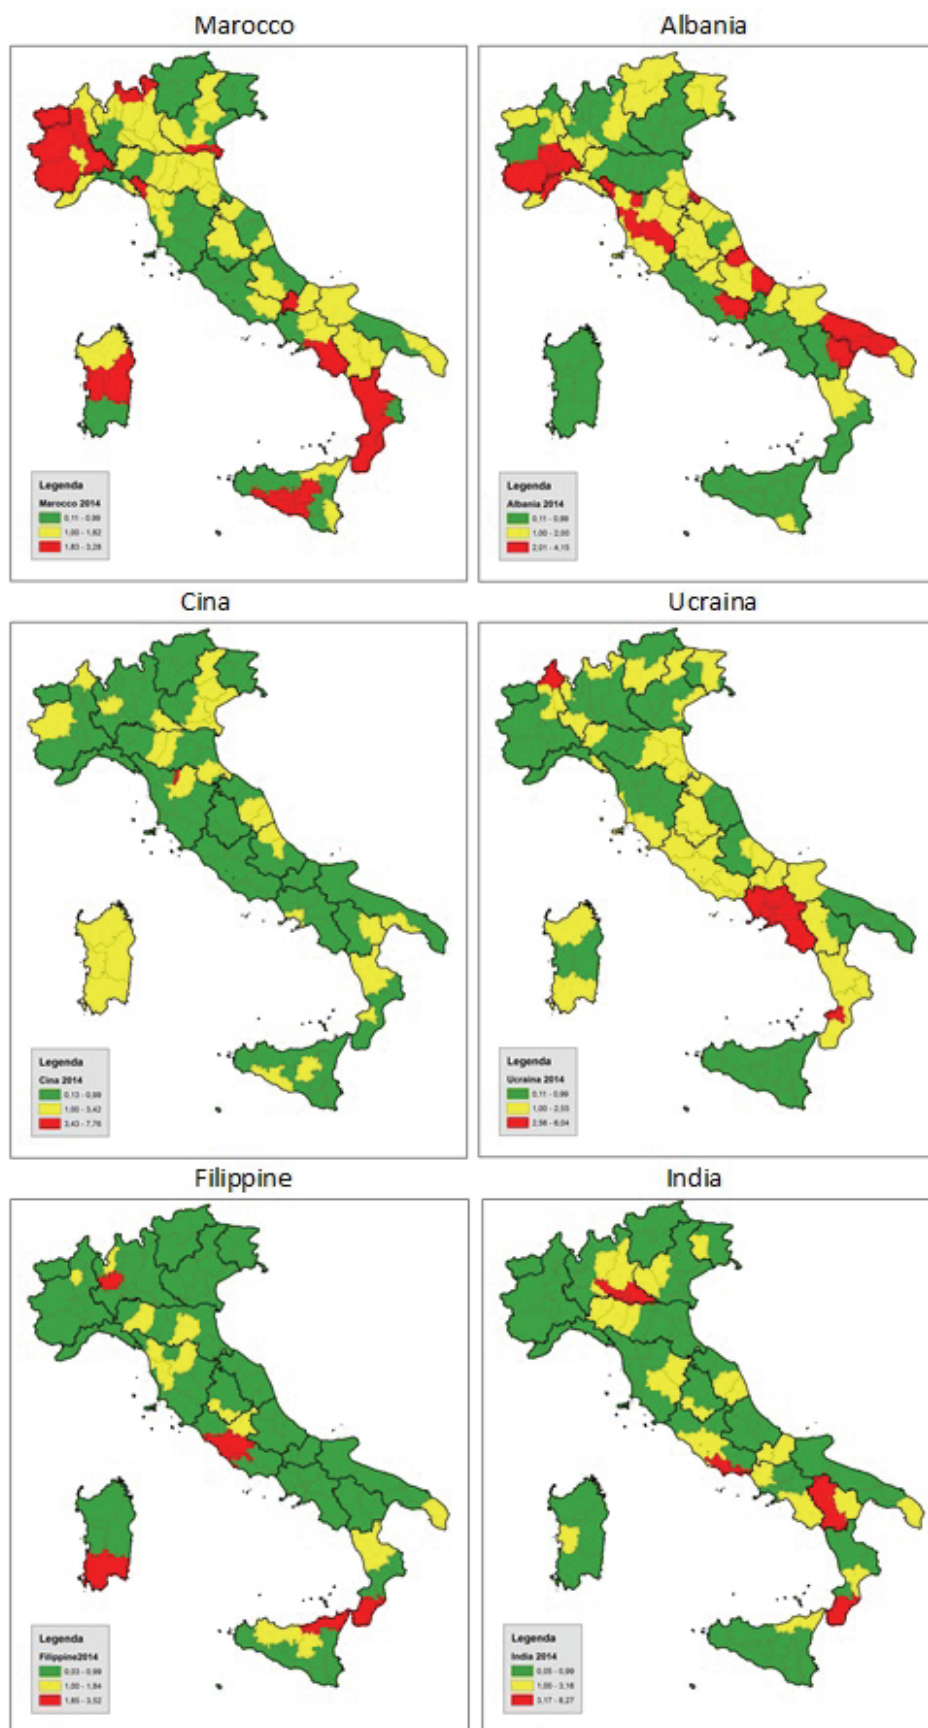 Marocco
Albania
Legenda
Marocco 2014
0,11 - 0,99
1,00 - 1,82
1,83 - 3,28
Legenda
Albania 2014
0,11 - 0,99
1,00 - 2,00
2,01 - 4,15
Cina
Ucraina
Legenda
Cina 2014
0,13 - 0,99
1,00 - 3,42
3,43 - 7,76
Legenda
Ucraina 2014
0,11 - 0,99
1,00 - 2,55
2,56 - 6,04
Filippine
India
Legenda
Filippine2014
0,03 - 0,99
1,00 - 1,84
1,85 - 3,52
Legenda
India 2014
0,05 - 0,99
1,00 - 3,16
3,17 - 8,27